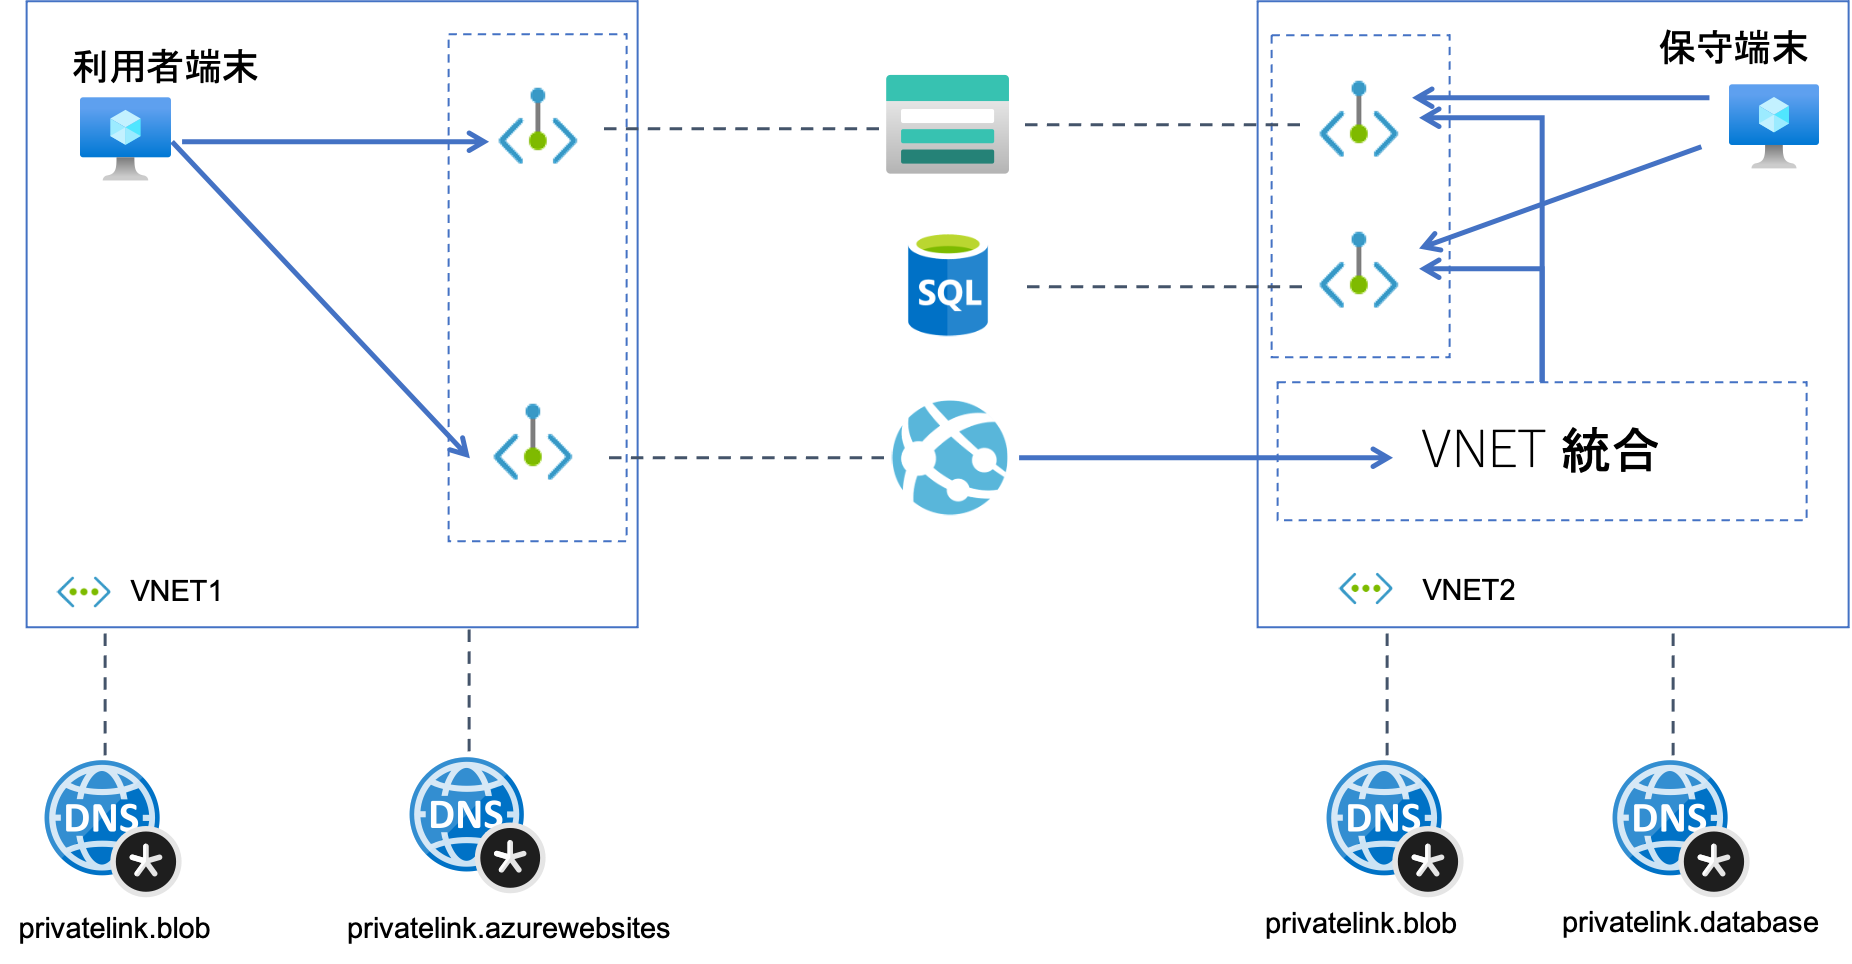 利用者端末
保守端末
SQL
VNET 統合
VNET1
VNET2
DNS
DNS
DNS
DNS
privatelink.blob
privatelink.azurewebsites
privatelink.blob
privatelink.database